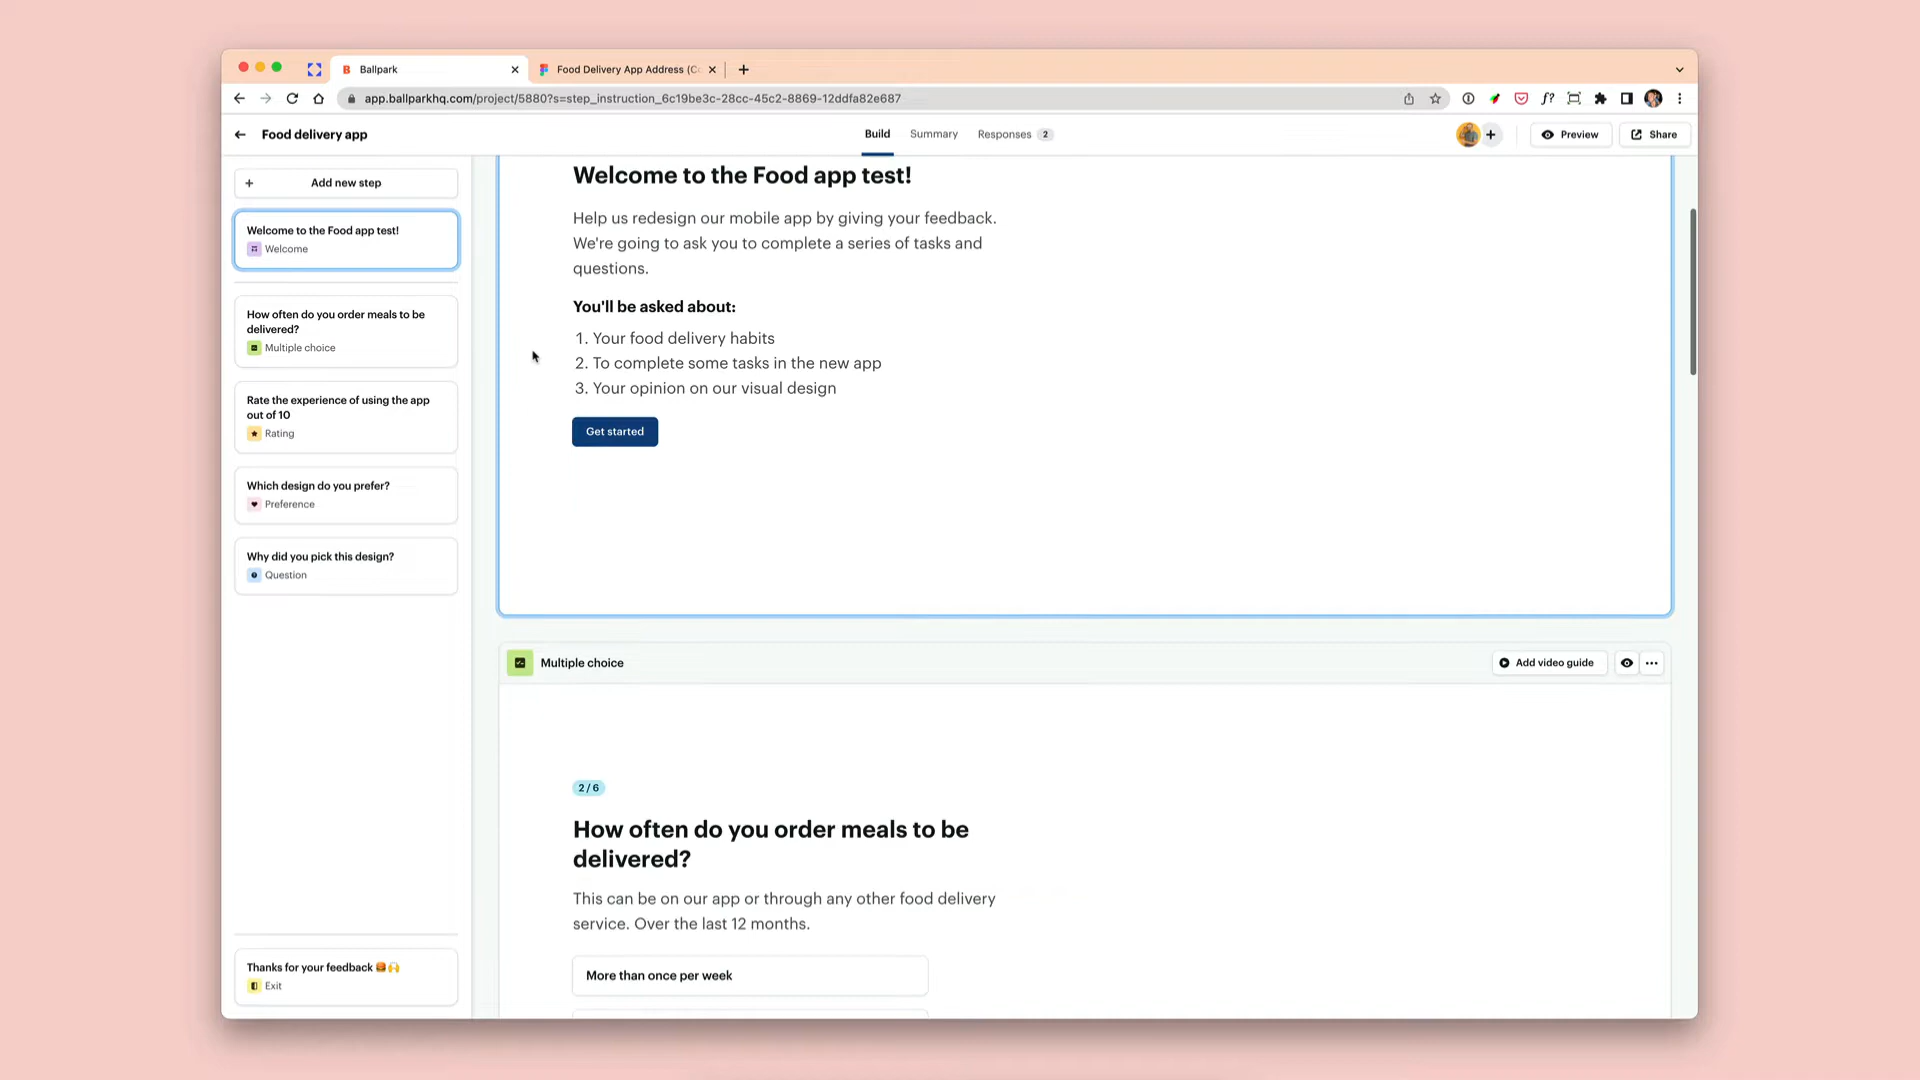 Ballpark
Food Delivery App Address (C
app.ballparkhq.com/project/5880?s=step_instruction_6c19be3c-28cc-45c2-8869-12ddfa82e687
f?
Food delivery app
Build
Summary
Responses 2
Preview
Share
Add new step
Welcome to the Food app test!
Welcome
How often do you order meals to be
delivered?
Multiple choice
Rate the experience of using the app
out of 10
Rating
Which design do you prefer?
Preference
Why did you pick this design?
Question
Thanks for your feedback 🍔🙌
Exit
Welcome to the Food app test!
Help us redesign our mobile app by giving your feedback.
We're going to ask you to complete a series of tasks and
questions.
You'll be asked about:
1. Your food delivery habits
2. To complete some tasks in the new app
3. Your opinion on our visual design
Get started
Multiple choice
Add video guide
2 / 6
How often do you order meals to be
delivered?
This can be on our app or through any other food delivery
service. Over the last 12 months.
More than once per week